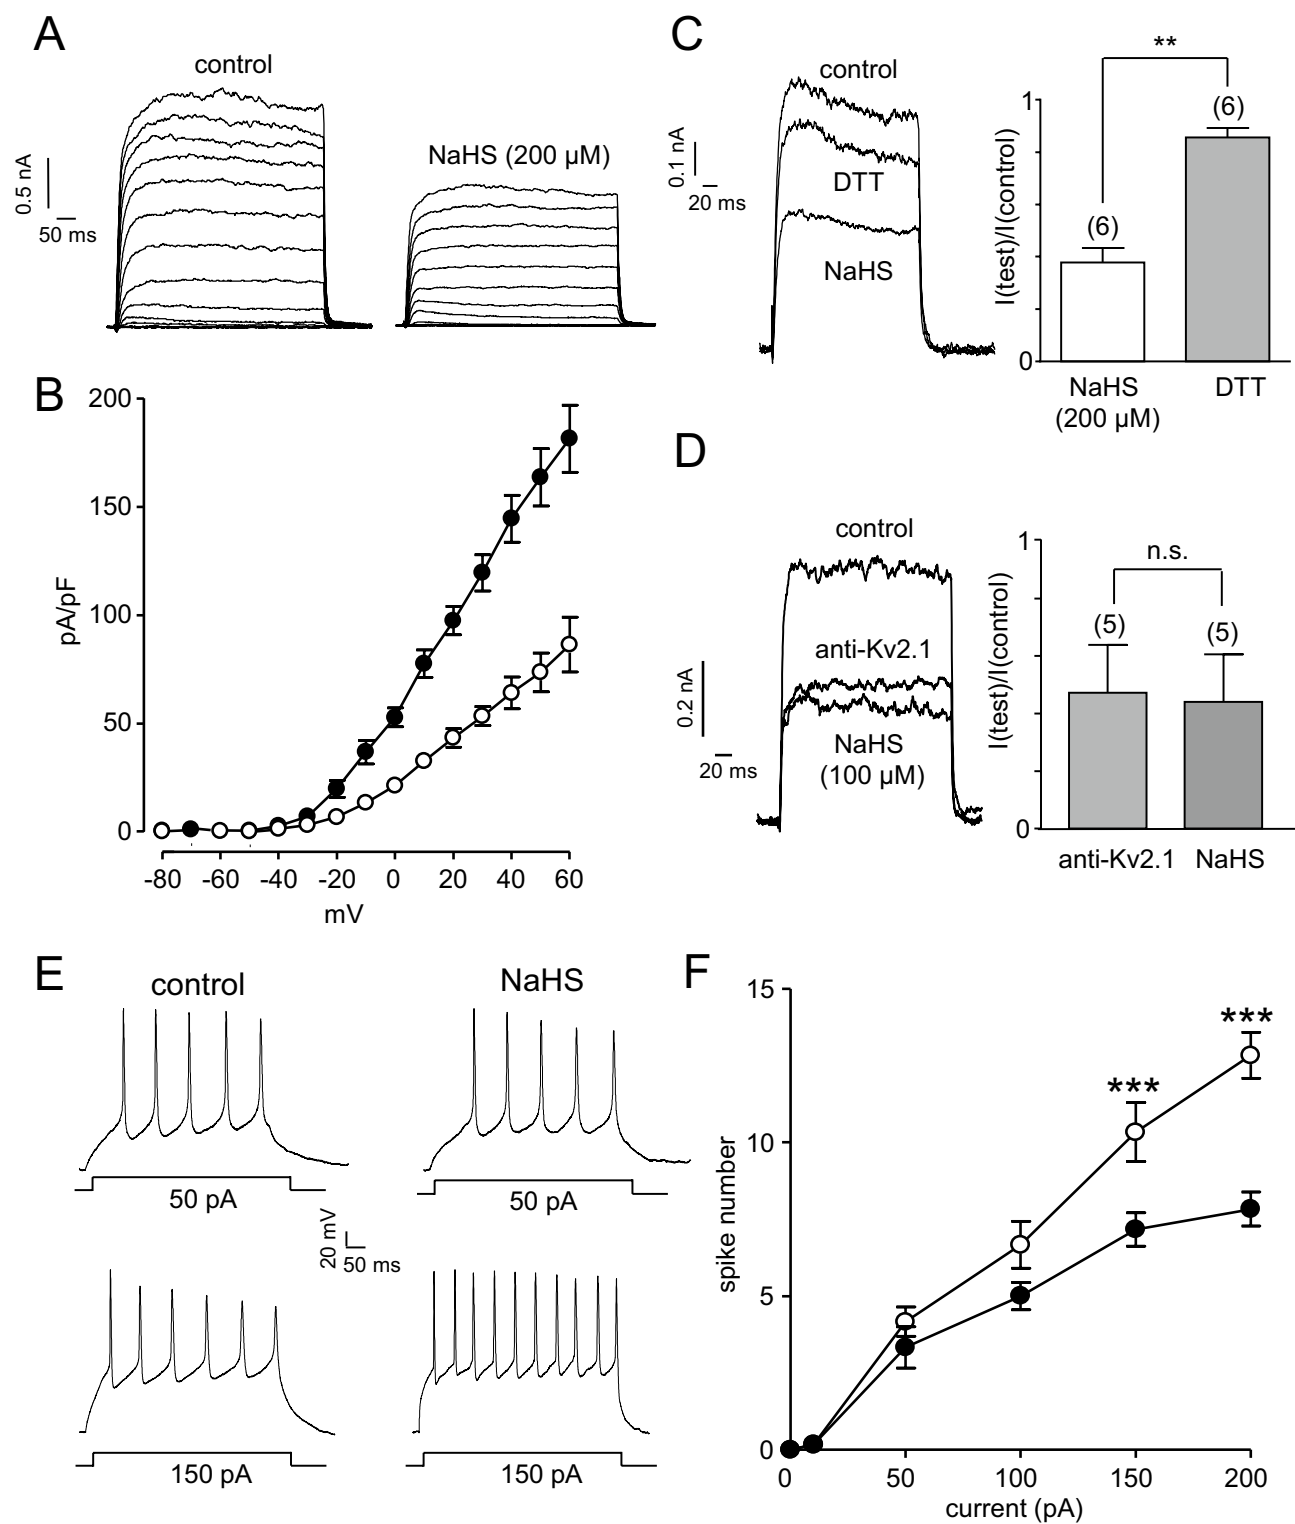 A
control
NaHS (200 µM)
0.5 nA
50 ms
B
200
150
100
50
0
pA/pF
-80 -60 -40 -20 0 20 40 60
mV
C
control
DTT
NaHS
0.1 nA
20 ms
**
1
(6)
(6)
0
I(test)/I(control)
NaHS
(200 µM)
DTT
D
control
anti-Kv2.1
NaHS
(100 µM)
0.2 nA
20 ms
1
n.s.
(5)
(5)
0
I(test)/I(control)
anti-Kv2.1
NaHS
E
control
NaHS
50 pA
50 pA
20 mV
50 ms
150 pA
150 pA
F
15
10
5
0
spike number
***
***
0 50 100 150 200
current (pA)